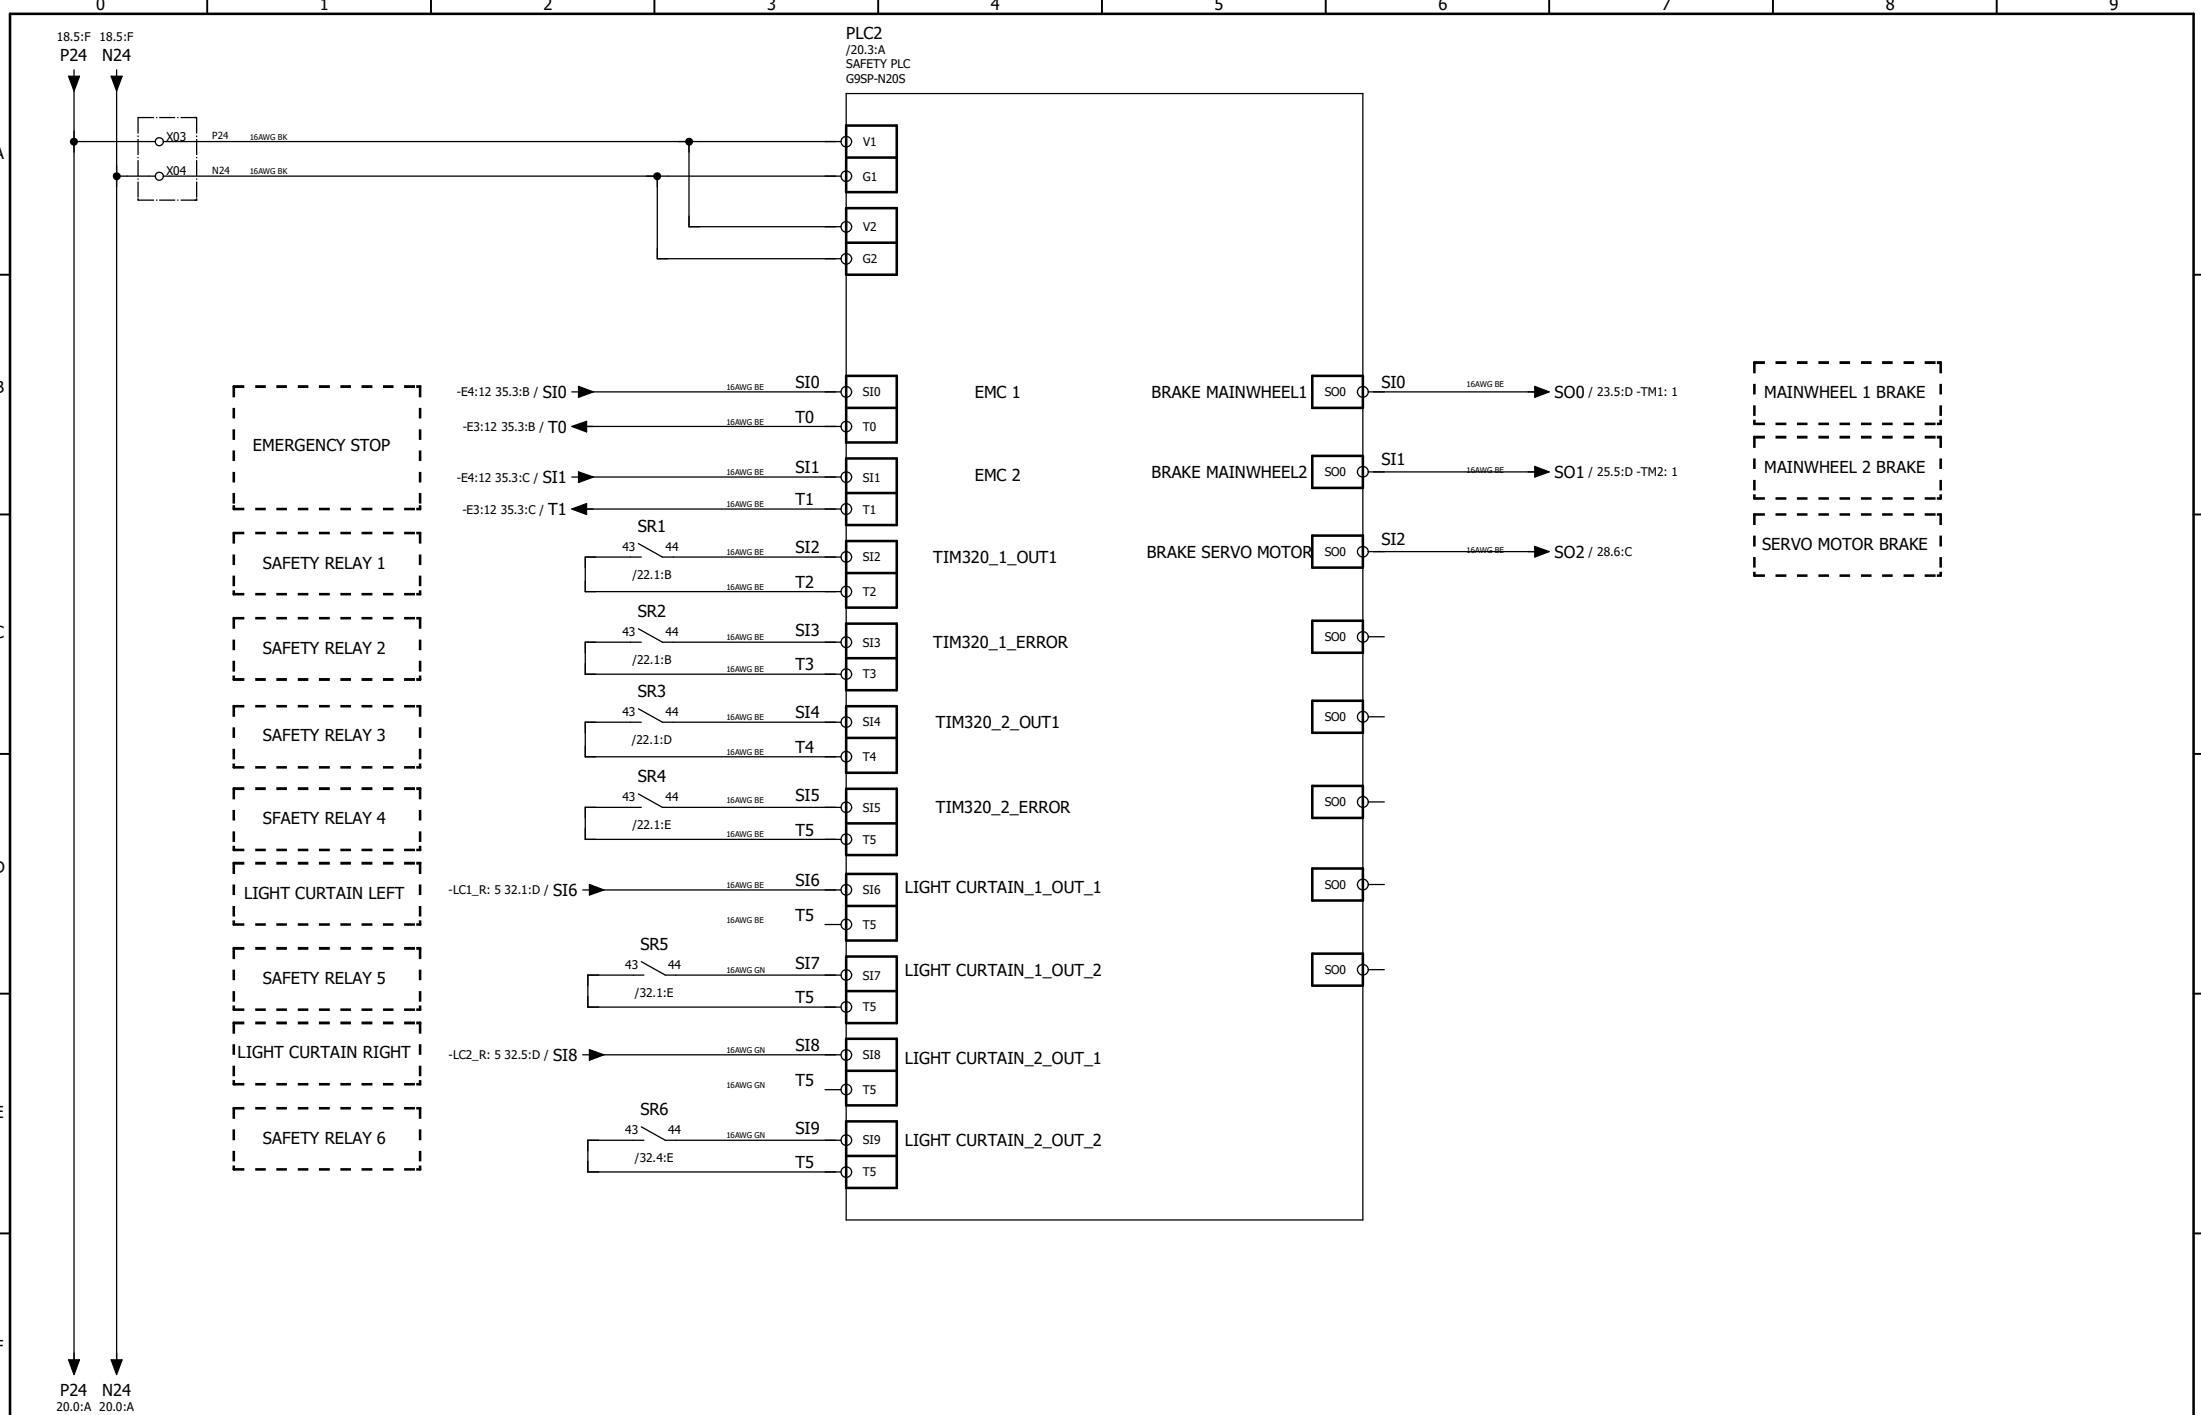 0 1 2 3 4 5 6 7 8 9
18.5:F 18.5:F
P24 N24
PLC2
/20.3:A
SAFETY PLC
G9SP-N20S
X03 P24 16AWG BK V1
A
X04 N24 16AWG BK G1
V2
G2
B
EMERGENCY STOP
-E4:12 35.3:B / SI0 16AWG BE SI0 SI0 EMC 1
-E3:12 35.3:B / T0 16AWG BE T0 T0
-E4:12 35.3:C / SI1 16AWG BE SI1 SI1 EMC 2
-E3:12 35.3:C / T1 16AWG BE T1 T1
BRAKE MAINWHEEL1 SO0 SI0 16AWG BE SO0 / 23.5:D -TM1: 1 MAINWHEEL 1 BRAKE
BRAKE MAINWHEEL2 SO0 SI1 16AWG BE SO1 / 25.5:D -TM2: 1 MAINWHEEL 2 BRAKE
BRAKE SERVO MOTOR SO0 SI2 16AWG BE SO2 / 28.6:C SERVO MOTOR BRAKE
SAFETY RELAY 1
SR1
43 44 16AWG BE SI2 SI2 TIM320_1_OUT1
/22.1:B 16AWG BE T2 T2
C
SAFETY RELAY 2
SR2
43 44 16AWG BE SI3 SI3 TIM320_1_ERROR SO0
/22.1:B 16AWG BE T3 T3
SAFETY RELAY 3
SR3
43 44 16AWG BE SI4 SI4 TIM320_2_OUT1 SO0
/22.1:D 16AWG BE T4 T4
SFAETY RELAY 4
SR4
43 44 16AWG BE SI5 SI5 TIM320_2_ERROR SO0
/22.1:E 16AWG BE T5 T5
D
LIGHT CURTAIN LEFT -LC1_R: 5 32.1:D / SI6 16AWG BE SI6 SI6 LIGHT CURTAIN_1_OUT_1 SO0
16AWG BE T5 T5
SAFETY RELAY 5
SR5
43 44 16AWG GN SI7 SI7 LIGHT CURTAIN_1_OUT_2 SO0
/32.1:E T5 T5
LIGHT CURTAIN RIGHT -LC2_R: 5 32.5:D / SI8 16AWG GN SI8 SI8 LIGHT CURTAIN_2_OUT_1
16AWG GN T5 T5
E
SAFETY RELAY 6
SR6
43 44 16AWG GN SI9 SI9 LIGHT CURTAIN_2_OUT_2
/32.4:E T5 T5
F
P24 N24
20.0:A 20.0:A